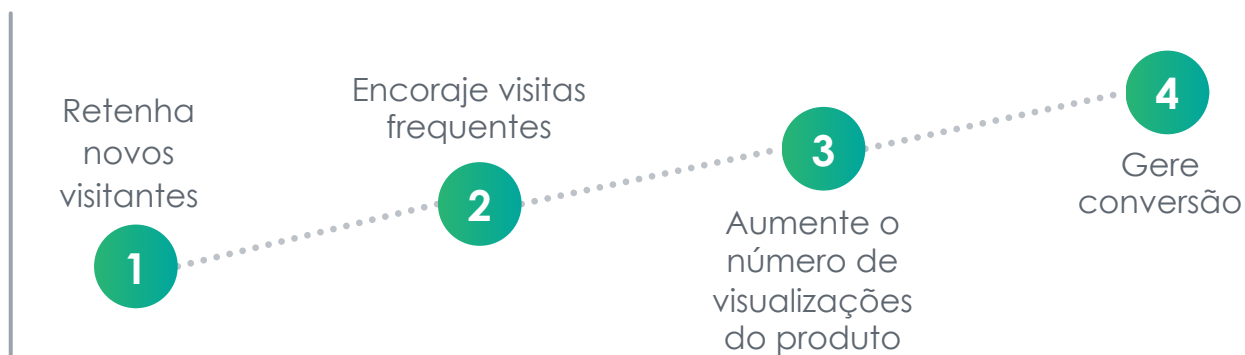 Retenha
novos
visitantes
1
Encoraje visitas
frequentes
2
3
Aumente o
número de
visualizações
do produto
4
Gere
conversão